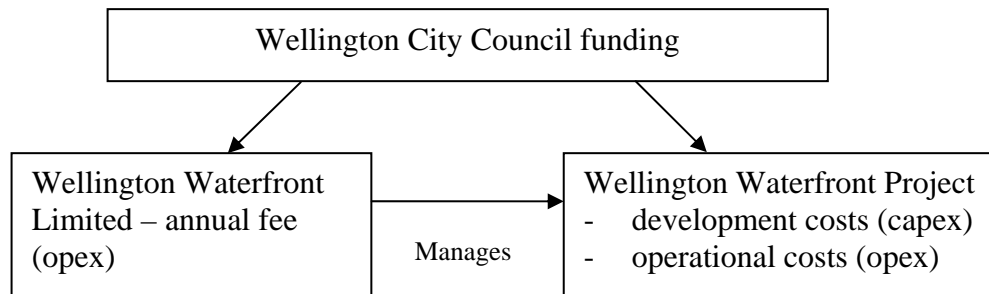 Wellington City Council funding
Wellington Waterfront
Limited – annual fee
(opex)
Manages
Wellington Waterfront Project
- development costs (capex)
- operational costs (opex)